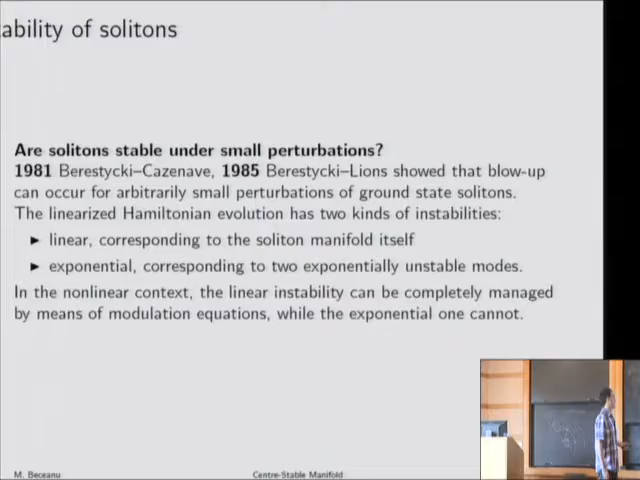 tability of solitons
Are solitons stable under small perturbations?
1981 Berestycki–Cazenave, 1985 Berestycki–Lions showed that blow-up
can occur for arbitrarily small perturbations of ground state solitons.
The linearized Hamiltonian evolution has two kinds of instabilities:
► linear, corresponding to the soliton manifold itself
► exponential, corresponding to two exponentially unstable modes.
In the nonlinear context, the linear instability can be completely managed
by means of modulation equations, while the exponential one cannot.
M. Beceanu
Centre-Stable Manifold